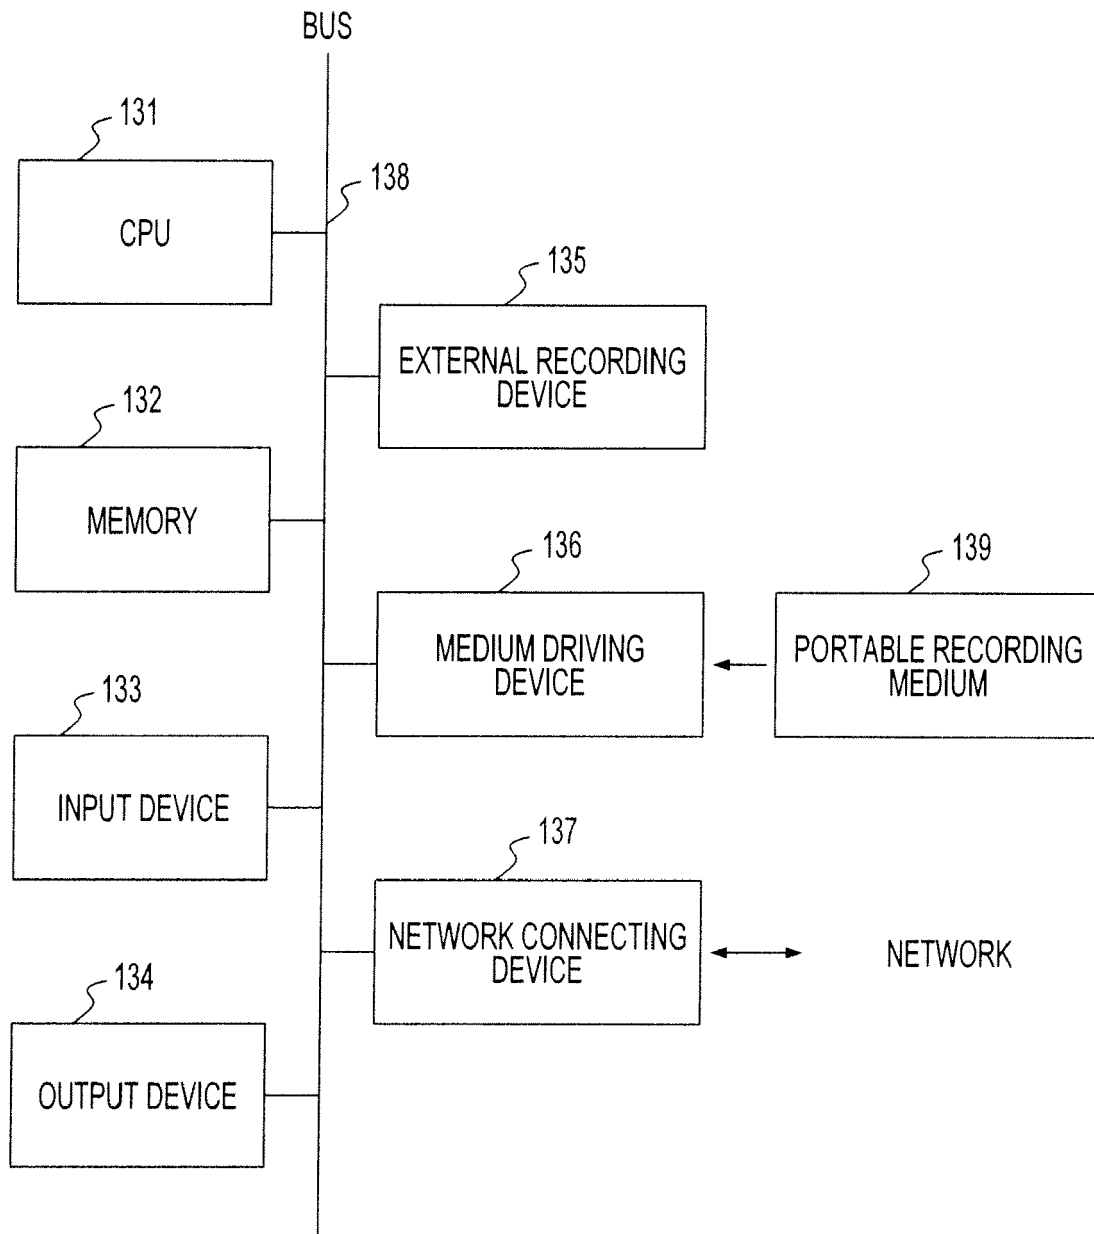 BUS
131
CPU
138
135
EXTERNAL RECORDING
DEVICE
132
MEMORY
136
MEDIUM DRIVING
DEVICE
139
PORTABLE RECORDING
MEDIUM
133
INPUT DEVICE
137
NETWORK CONNECTING
DEVICE
NETWORK
134
OUTPUT DEVICE